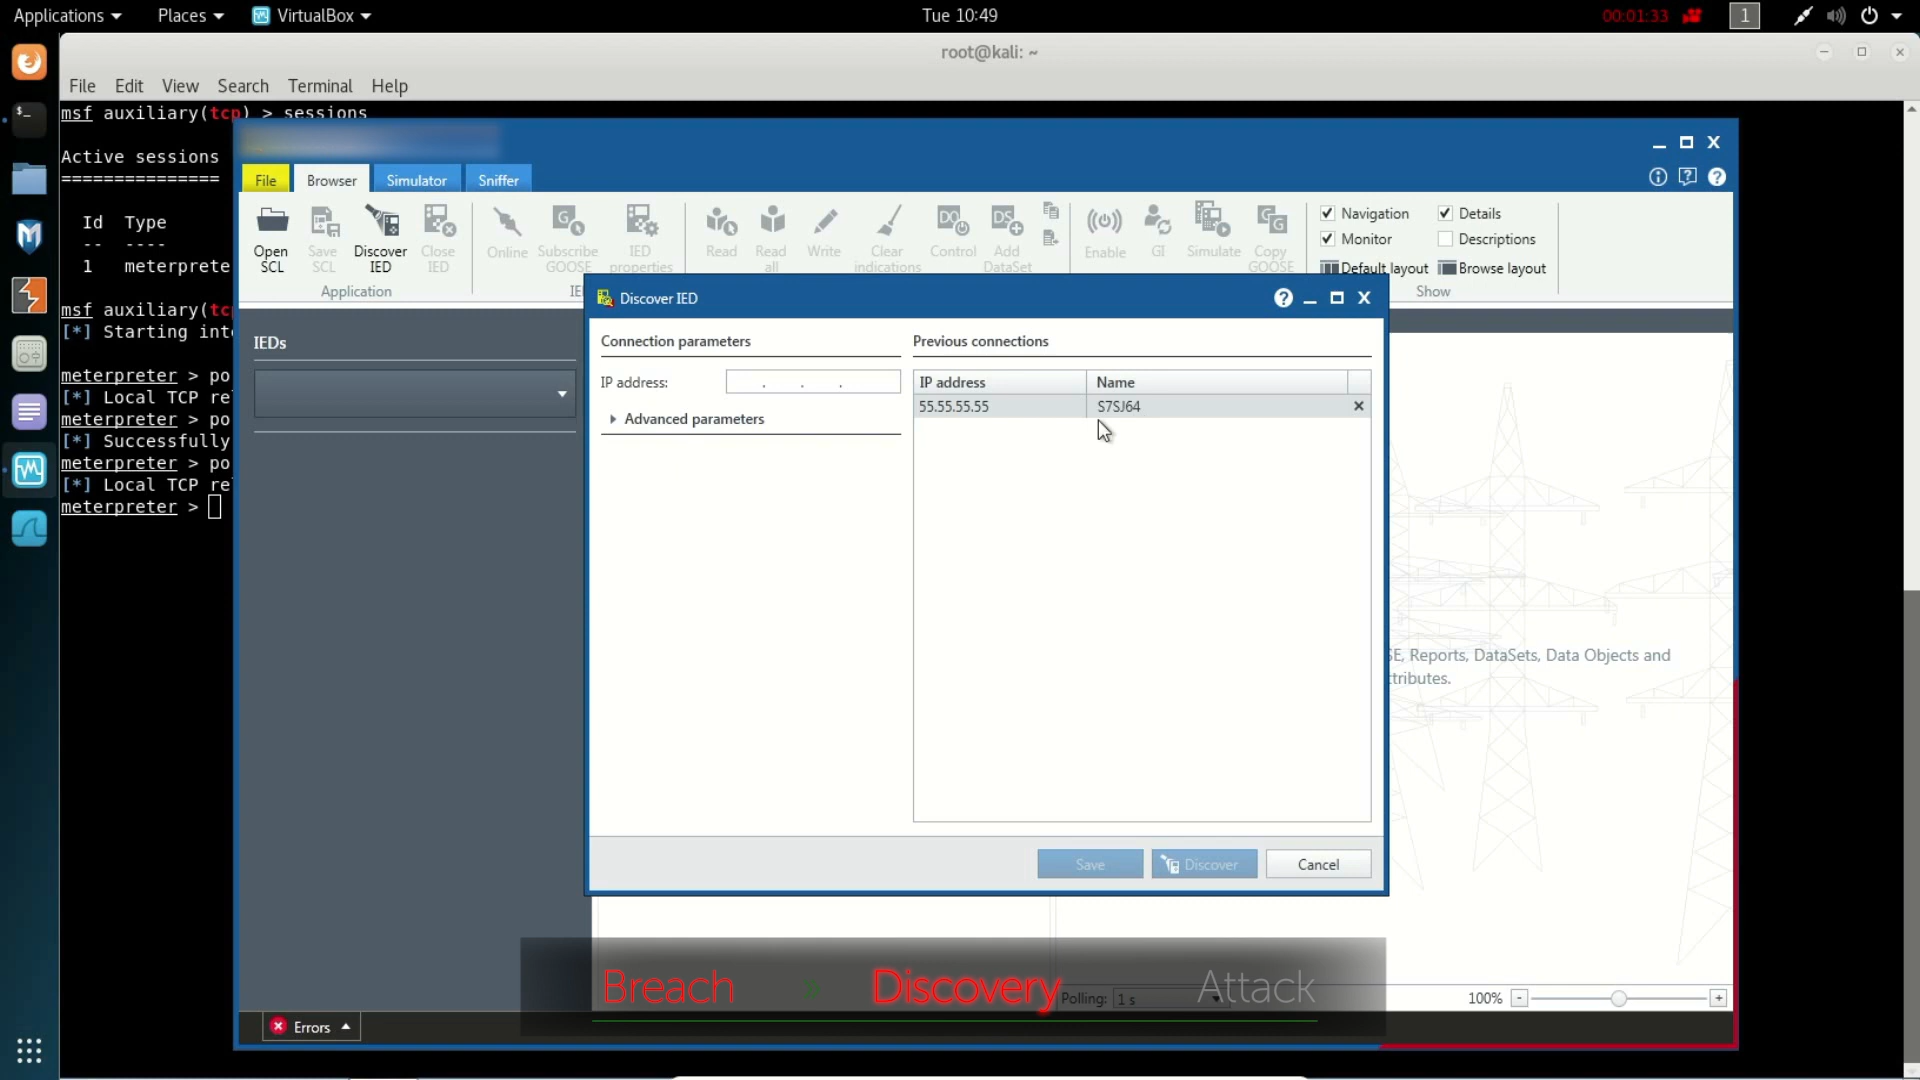 Applications
Places
VirtualBox
Tue 10:49
00:01:33
1
root@kali: ~
File Edit View Search Terminal Help
msf auxiliary(tcp) > sessions
Active sessions
===============
Id Type
-- ----
1 meterprete
msf auxiliary(tc
[*] Starting int
meterpreter > po
[*] Local TCP re
meterpreter > po
[*] Successfully
meterpreter > po
[*] Local TCP re
meterpreter >
File Browser Simulator Sniffer
Open SCL
Save SCL
Discover IED
Close IED
Application
Online
Subscribe GOOSE
IED properties
IE
Read
Read all
Write
Clear indications
Control
Add DataSet
Enable
GI
Simulate
Copy GOOSE
Navigation
Details
Monitor
Descriptions
Default layout
Browse layout
Show
IEDs
Discover IED
Connection parameters
IP address: . . .
Advanced parameters
Previous connections
IP address Name
55.55.55.55 S7SJ64
Save
Discover
Cancel
SE, Reports, DataSets, Data Objects and
ttributes.
Breach » Discovery Attack
Polling: 1 s
100% - +
Errors